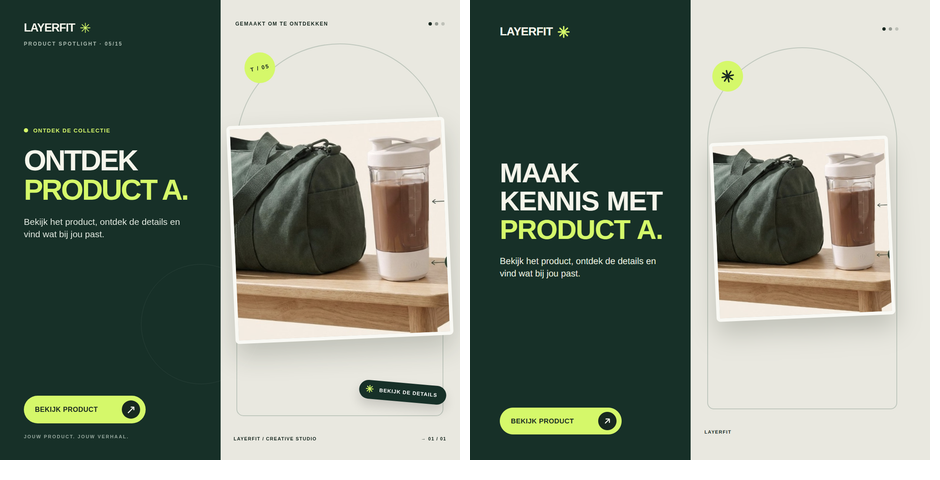 LAYERFIT
PRODUCT SPOTLIGHT · 05/15
ONTDEK DE COLLECTIE
ONTDEK
PRODUCT A.
Bekijk het product, ontdek de details en
vind wat bij jou past.
BEKIJK PRODUCT
JOUW PRODUCT. JOUW VERHAAL.
GEMAAKT OM TE ONTDEKKEN
T / 05
BEKIJK DE DETAILS
LAYERFIT / CREATIVE STUDIO
– 01 / 01
LAYERFIT
MAAK
KENNIS MET
PRODUCT A.
Bekijk het product, ontdek de details en
vind wat bij jou past.
BEKIJK PRODUCT
LAYERFIT